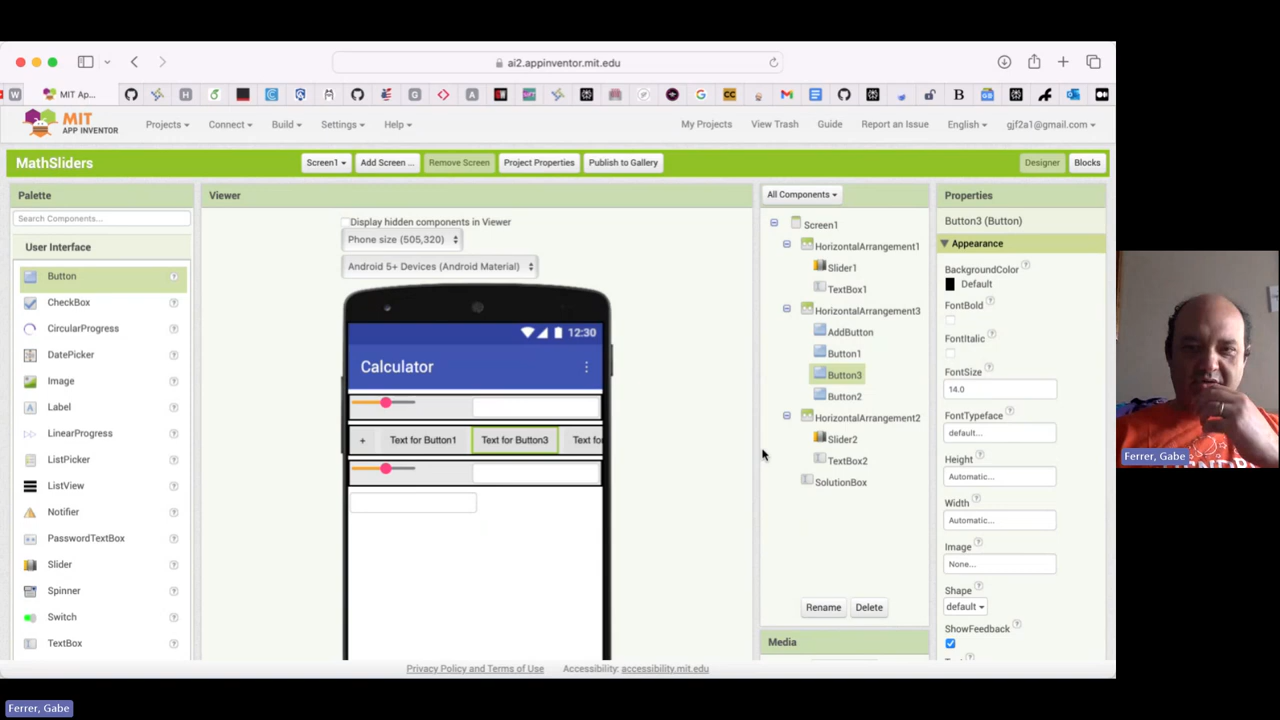 ai2.appinventor.mit.edu
W
MIT Ap...
Projects
Connect
Build
Settings
Help
My Projects
View Trash
Guide
Report an Issue
English
gjf2a1@gmail.com
MIT
APP INVENTOR
MathSliders
Screen1
Add Screen ...
Remove Screen
Project Properties
Publish to Gallery
Designer
Blocks
Palette
Search Components...
User Interface
Button
CheckBox
CircularProgress
DatePicker
Image
Label
LinearProgress
ListPicker
ListView
Notifier
PasswordTextBox
Slider
Spinner
Switch
TextBox
Viewer
Display hidden components in Viewer
Phone size (505,320)
Android 5+ Devices (Android Material)
12:30
Calculator
+
Text for Button1
Text for Button3
Text fo
All Components
Screen1
HorizontalArrangement1
Slider1
TextBox1
HorizontalArrangement3
AddButton
Button1
Button3
Button2
HorizontalArrangement2
Slider2
TextBox2
SolutionBox
Rename
Delete
Media
Properties
Button3 (Button)
Appearance
BackgroundColor
Default
FontBold
FontItalic
FontSize
14.0
FontTypeface
default...
Height
Automatic...
Width
Automatic...
Image
None...
Shape
default
ShowFeedback
Privacy Policy and Terms of Use
Accessibility: accessibility.mit.edu
Ferrer, Gabe
Ferrer, Gabe